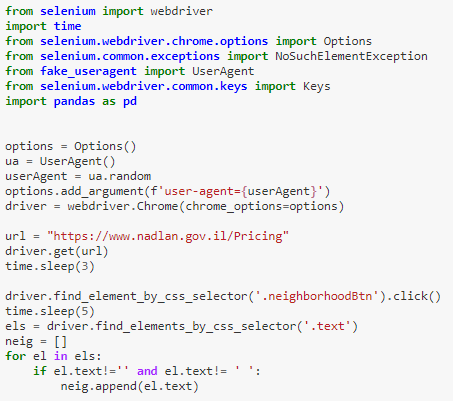 from selenium import webdriver
import time
from selenium.webdriver.chrome.options import Options
from selenium.common.exceptions import NoSuchElementException
from fake_useragent import UserAgent
from selenium.webdriver.common.keys import Keys
import pandas as pd
options = Options()
ua = UserAgent()
userAgent = ua.random
options.add_argument(f'user-agent={userAgent}')
driver = webdriver.Chrome(chrome_options=options)
url = "https://www.nadlan.gov.il/Pricing"
driver.get(url)
time.sleep(3)
driver.find_element_by_css_selector('.neighborhoodBtn').click()
time.sleep(5)
els = driver.find_elements_by_css_selector('.text')
neig = []
for el in els:
    if el.text!='' and el.text!= ' ':
        neig.append(el.text)